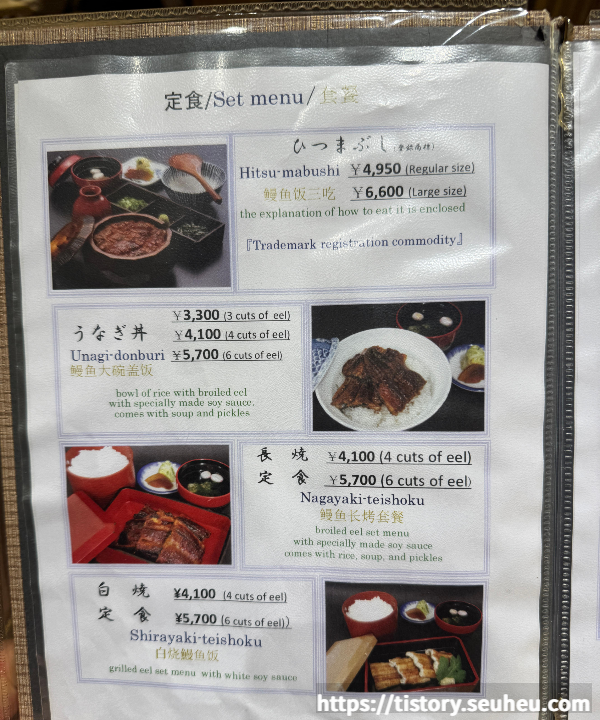 定食/Set menu/套餐
ひつまぶし(登録商標)
Hitsu-mabushi ￥4,950 (Regular size)
鳗鱼饭三吃 ￥6,600 (Large size)
the explanation of how to eat it is enclosed
『Trademark registration commodity』
￥3,300 (3 cuts of eel)
うなぎ丼 ￥4,100 (4 cuts of eel)
Unagi-donburi ￥5,700 (6 cuts of eel)
鳗鱼大碗盖饭
bowl of rice with broiled eel
with specially made soy sauce.
comes with soup and pickles
長焼 ￥4,100 (4 cuts of eel)
定食 ￥5,700 (6 cuts of eel)
Nagayaki-teishoku
鳗鱼长烤套餐
broiled eel set menu
with specially made soy sauce
comes with rice, soup, and pickles
白焼 ¥4,100 (4 cuts of eel)
定食 ¥5,700 (6 cuts of eel))
Shirayaki-teishoku
白烧鳗鱼饭
grilled eel set menu with white soy sauce
https://tistory.seuheu.com